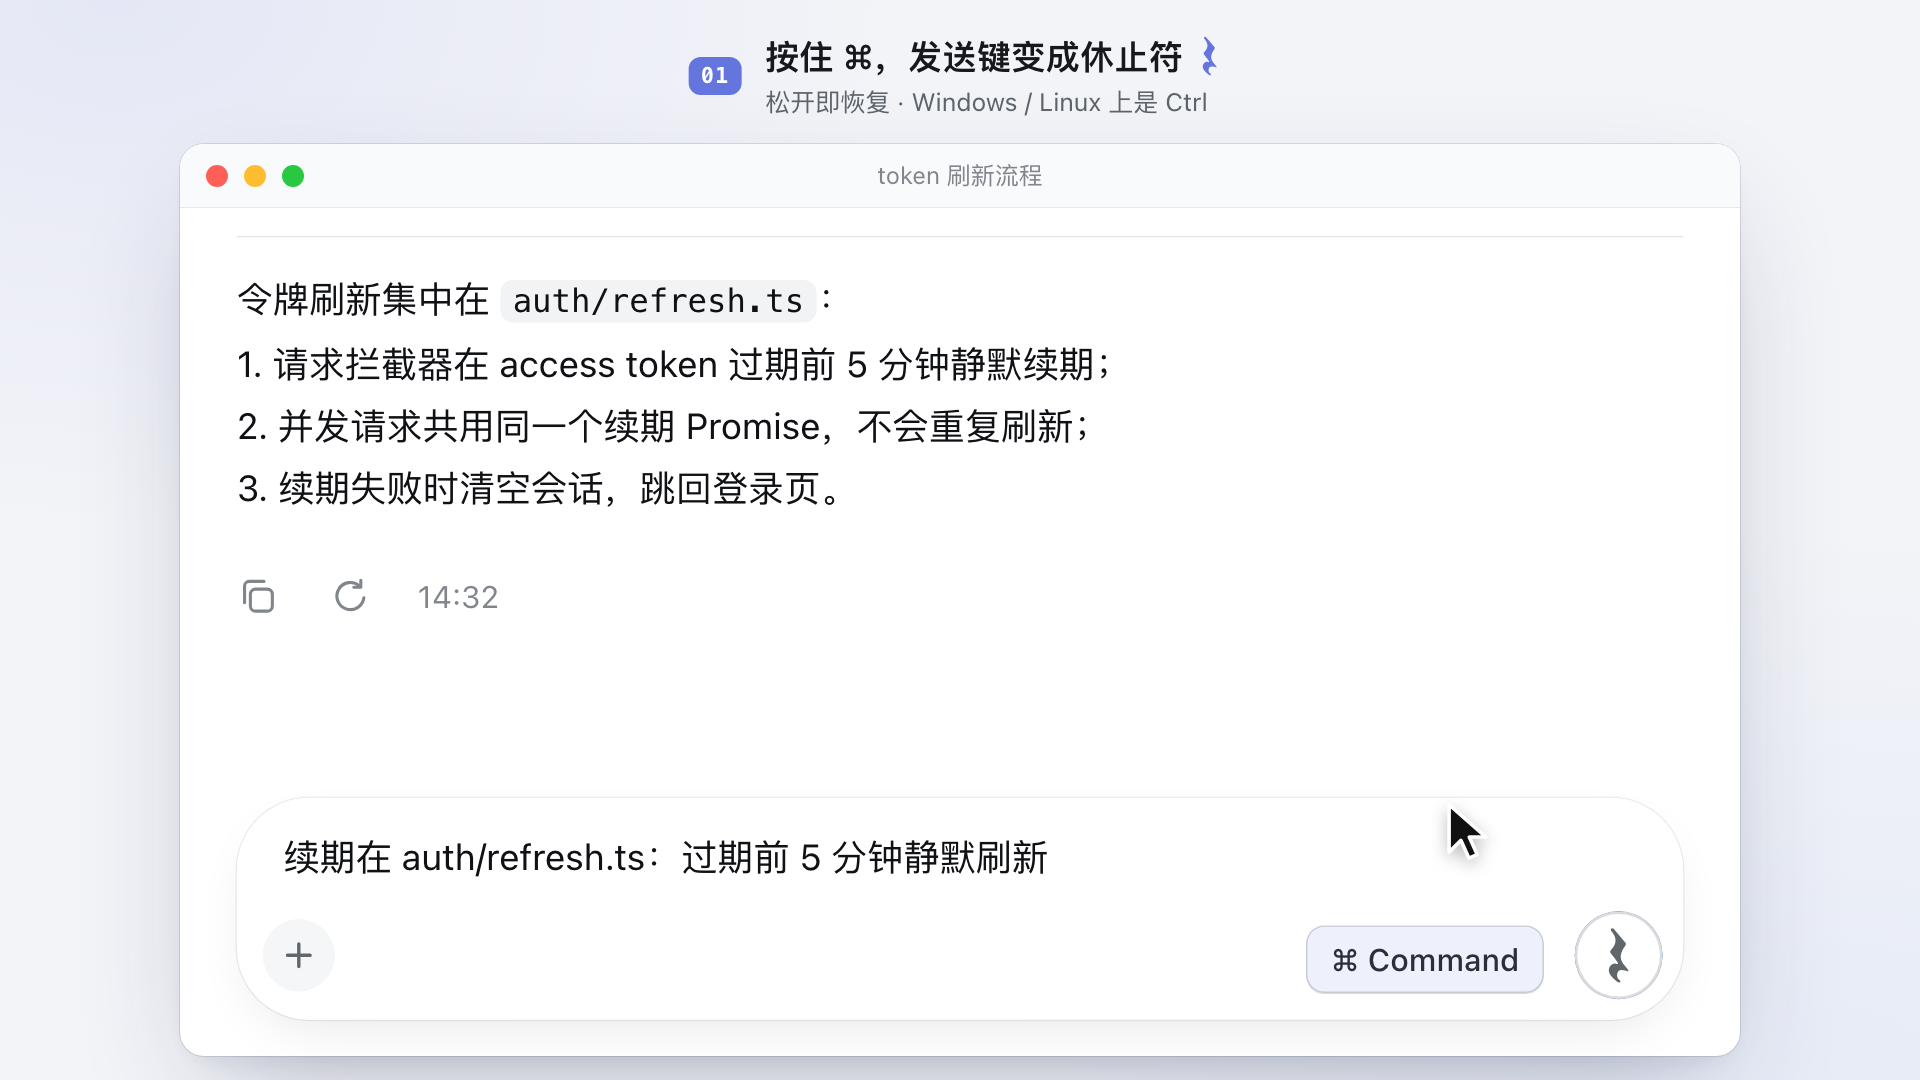 01
按住 ⌘，发送键变成休止符
松开即恢复 · Windows / Linux 上是 Ctrl
token 刷新流程
令牌刷新集中在 auth/refresh.ts：
1. 请求拦截器在 access token 过期前 5 分钟静默续期；
2. 并发请求共用同一个续期 Promise，不会重复刷新；
3. 续期失败时清空会话，跳回登录页。
14:32
续期在 auth/refresh.ts：过期前 5 分钟静默刷新
⌘ Command